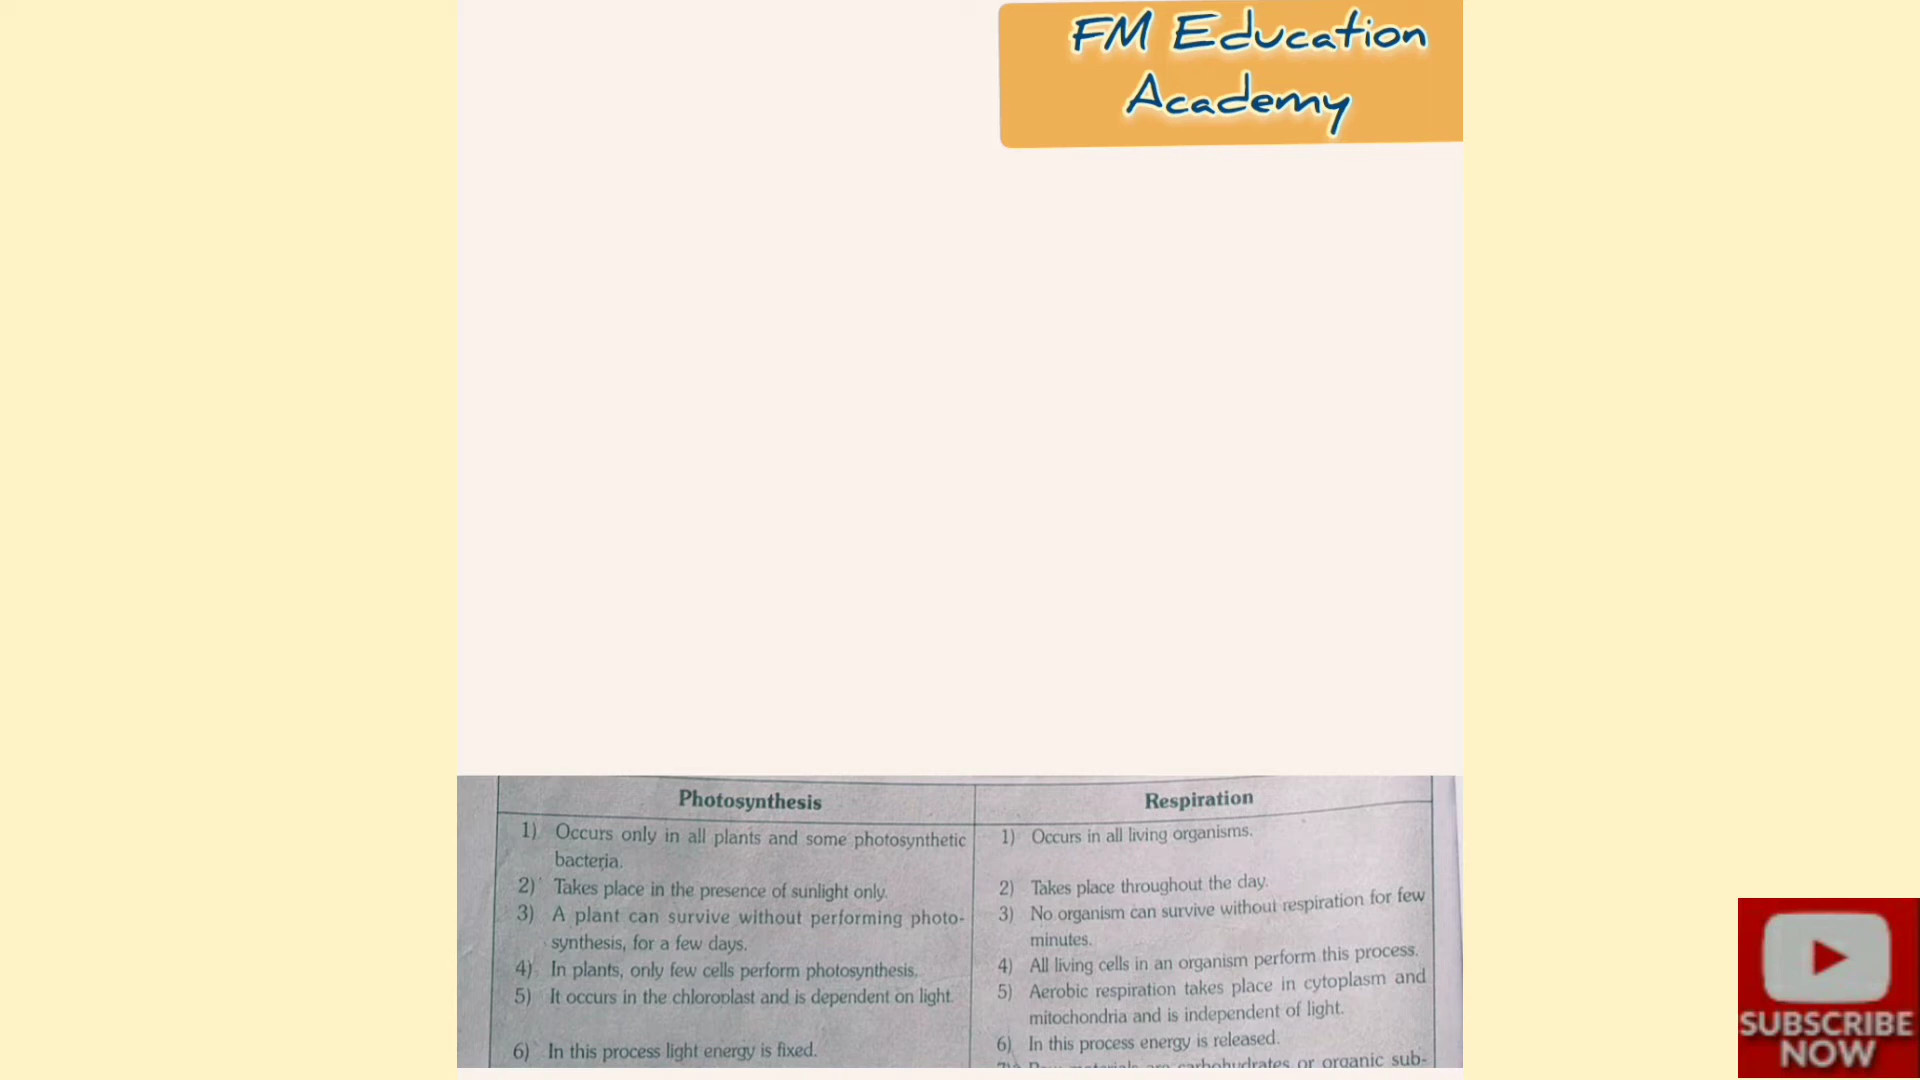 FM Education
Academy
Photosynthesis
1) Occurs only in all plants and some photosynthetic
bacteria.
2) Takes place in the presence of sunlight only.
3) A plant can survive without performing photo-
synthesis, for a few days.
4) In plants, only few cells perform photosynthesis.
5) It occurs in the chloroplast and is dependent on light.
6) In this process light energy is fixed.
Respiration
1) Occurs in all living organisms.
2) Takes place throughout the day.
3) No organism can survive without respiration for few
minutes.
4) All living cells in an organism perform this process.
5) Aerobic respiration takes place in cytoplasm and
mitochondria and is independent of light.
6) In this process energy is released.
carbohydrates or organic sub-
SUBSCRIBE
NOW